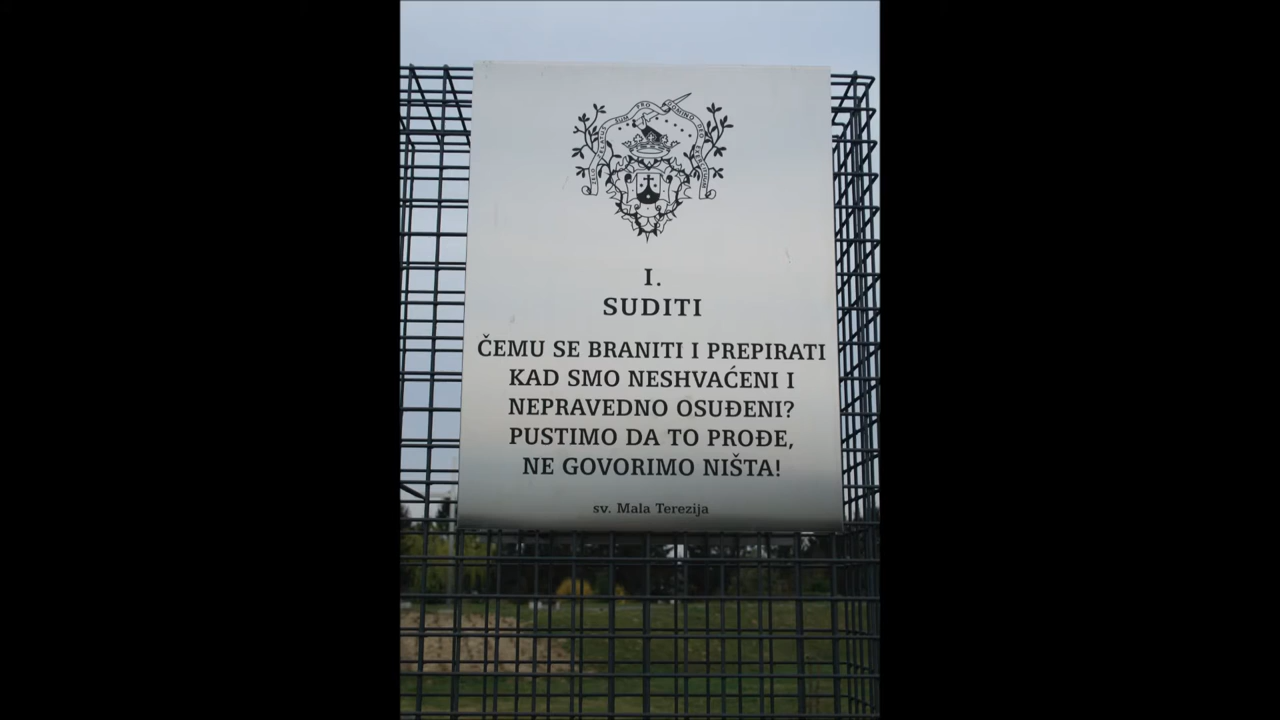 I.
SUDITI
ČEMU SE BRANITI I PREPIRATI
KAD SMO NESHVAĆENI I
NEPRAVEDNO OSUĐENI?
PUSTIMO DA TO PROĐE,
NE GOVORIMO NIŠTA!
sv. Mala Terezija